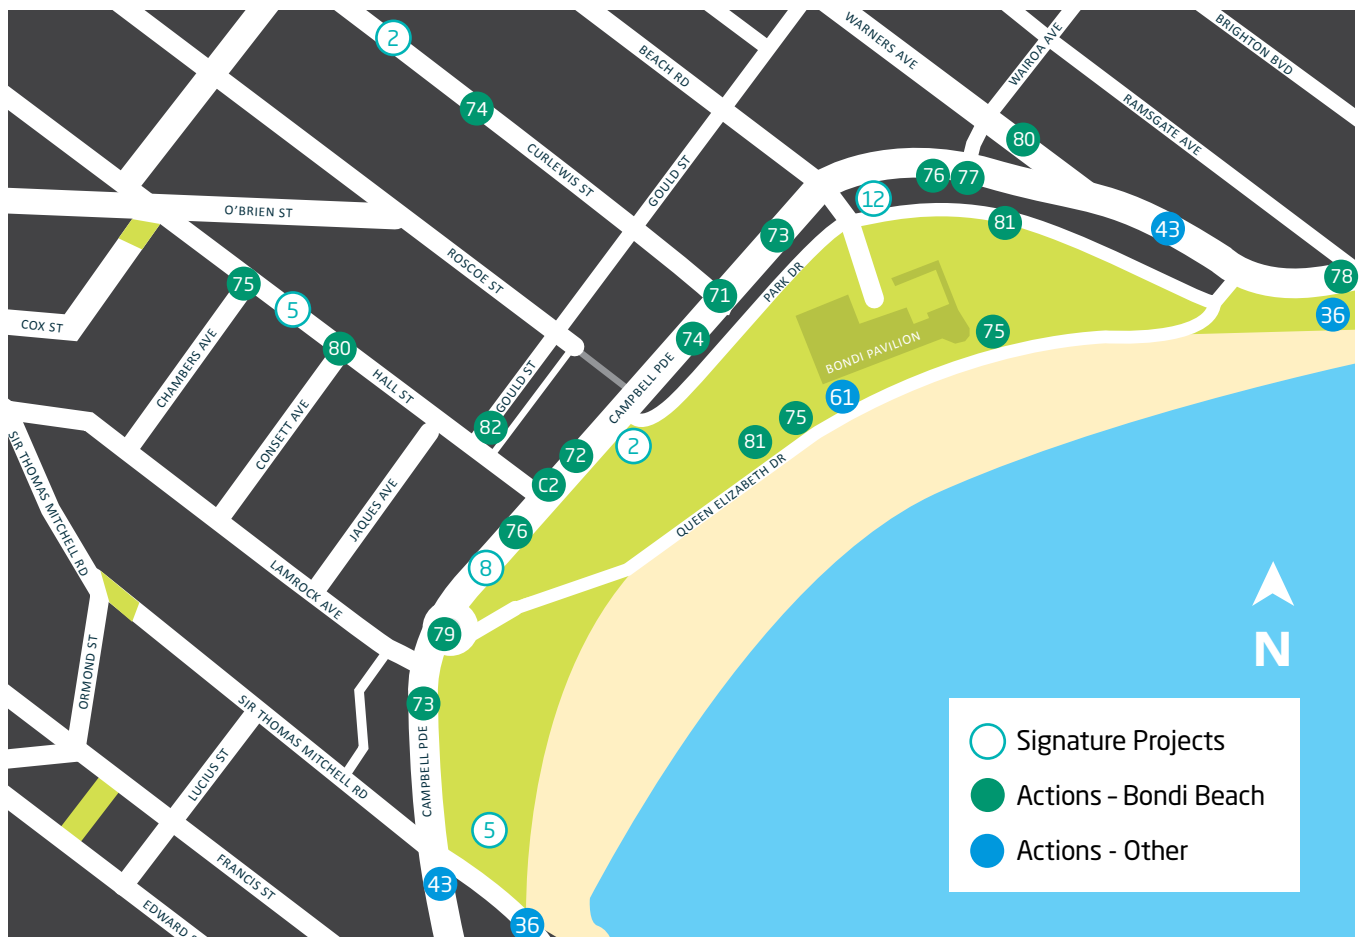 2
WARNERS AVE
BRIGHTON BVD
BEACH RD
WAIROA AVE
74
RAMSGATE AVE
80
CURLEWIS ST
GOULD ST
76
77
12
O'BRIEN ST
81
43
73
ROSCOE ST
PARK DR
78
75
71
5
36
COX ST
75
74
BONDI PAVILION
80
CHAMBERS AVE
HALL ST
GOULD ST
CAMPBELL PDE
61
75
82
CONSETT AVE
81
2
72
C2
SIR THOMAS MITCHELL RD
QUEEN ELIZABETH DR
JAQUES AVE
76
8
LAMROCK AVE
79
N
ORMOND ST
73
SIR THOMAS MITCHELL RD
CAMPBELL PDE
LUCIUS ST
5
FRANCIS ST
43
EDWARD
36
Signature Projects
Actions – Bondi Beach
Actions - Other